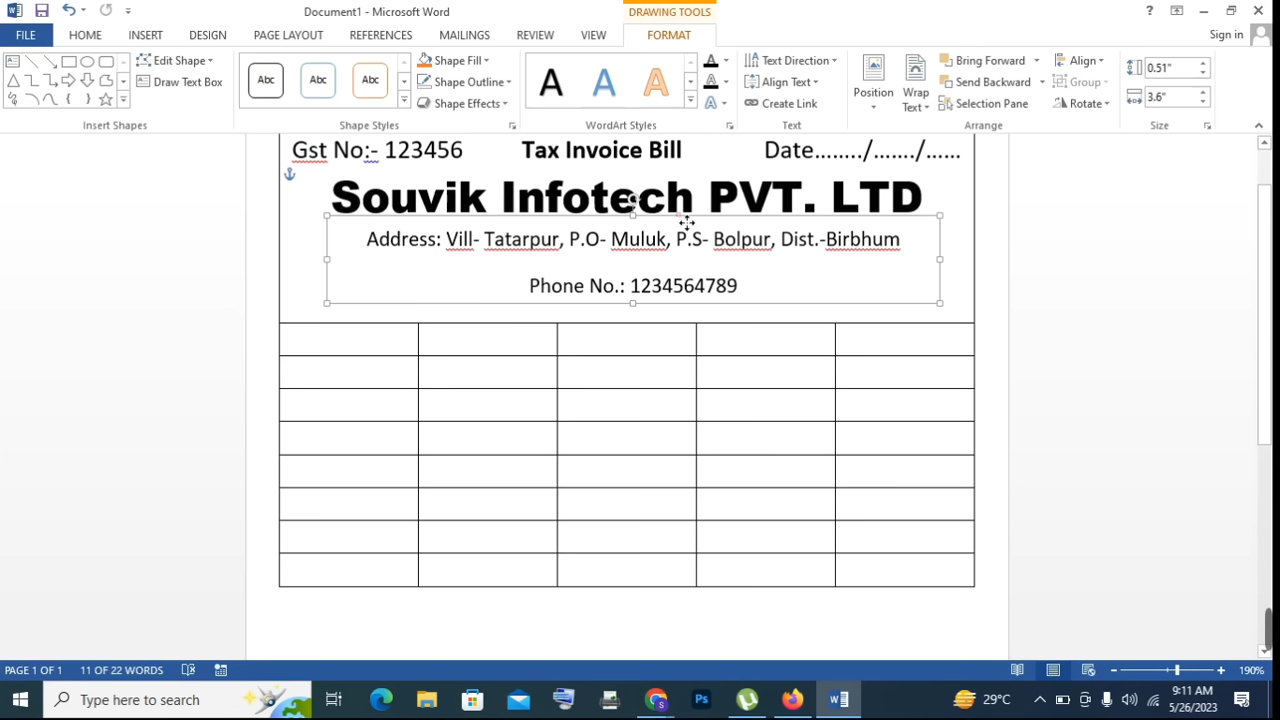 Document1 - Microsoft Word
DRAWING TOOLS
Sign in
FILE HOME INSERT DESIGN PAGE LAYOUT REFERENCES MAILINGS REVIEW VIEW FORMAT
Edit Shape
Draw Text Box
Insert Shapes
Abc Abc Abc
Shape Fill
Shape Outline
Shape Effects
Shape Styles
A A A
WordArt Styles
Text Direction
Align Text
Create Link
Text
Position
Wrap
Text
Bring Forward
Send Backward
Selection Pane
Align
Group
Rotate
Arrange
0.51"
3.6"
Size
Gst No:- 123456 Tax Invoice Bill Date......../......./......
Souvik Infotech PVT. LTD
Address: Vill- Tatarpur, P.O- Muluk, P.S- Bolpur, Dist.-Birbhum
Phone No.: 1234564789
PAGE 1 OF 1 11 OF 22 WORDS 190%
Type here to search
29°C
9:11 AM
5/26/2023